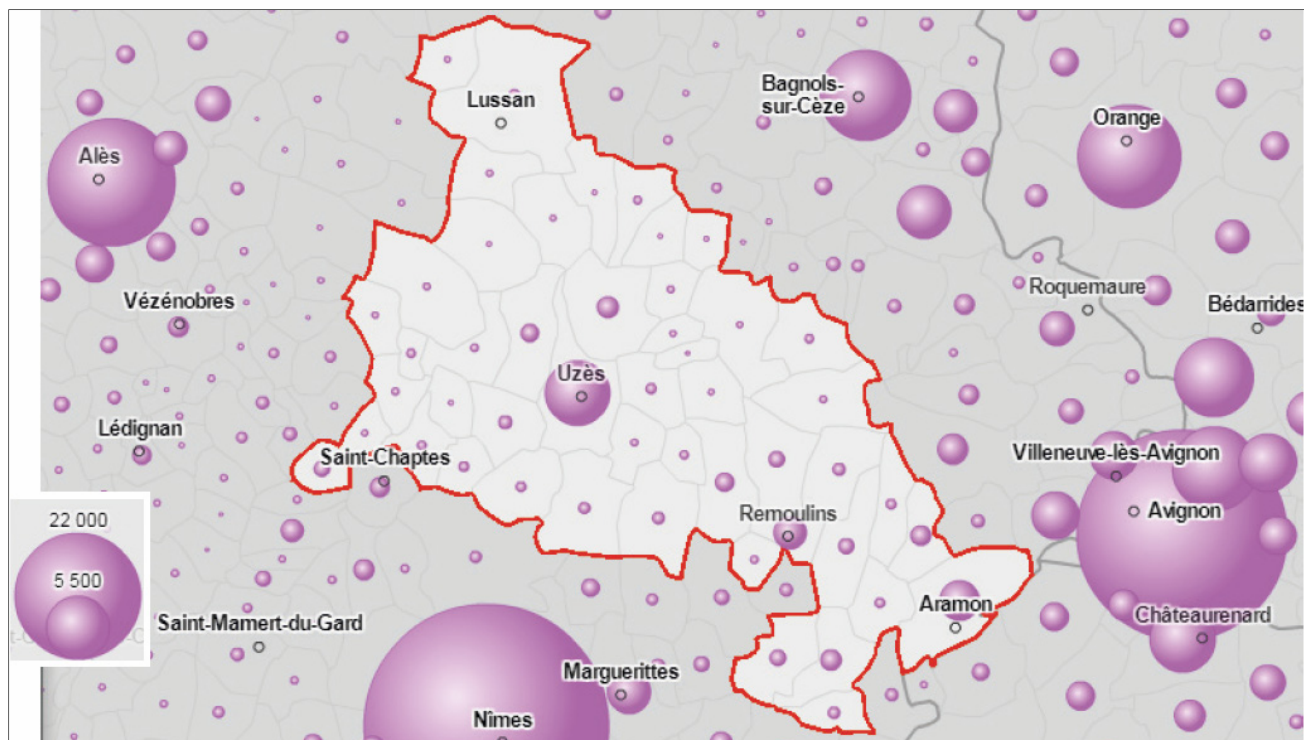 Lussan
Bagnols-
sur-Cèze
Orange
Alès
Vézénobres
Roquemaure
Bédarrides
Uzès
Lédignan
Saint-Chaptes
Villeneuve-lès-Avignon
Avignon
22 000
5 500
Remoulins
Saint-Mamert-du-Gard
Aramon
Châteaurenard
Marguerittes
Nîmes